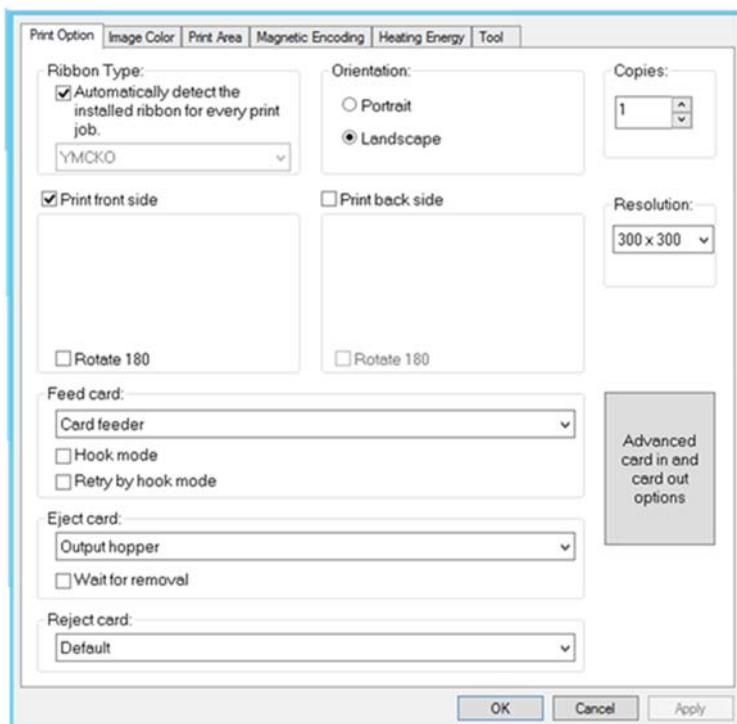 Print Option Image Color Print Area Magnetic Encoding Heating Energy Tool
Ribbon Type:
Automatically detect the
installed ribbon for every print
job.
YMCKO
Orientation:
Portrait
Landscape
Copies:
1
Print front side
Rotate 180
Print back side
Rotate 180
Resolution:
300 x 300
Feed card:
Card feeder
Hook mode
Retry by hook mode
Advanced
card in and
card out
options
Eject card:
Output hopper
Wait for removal
Reject card:
Default
OK Cancel Apply